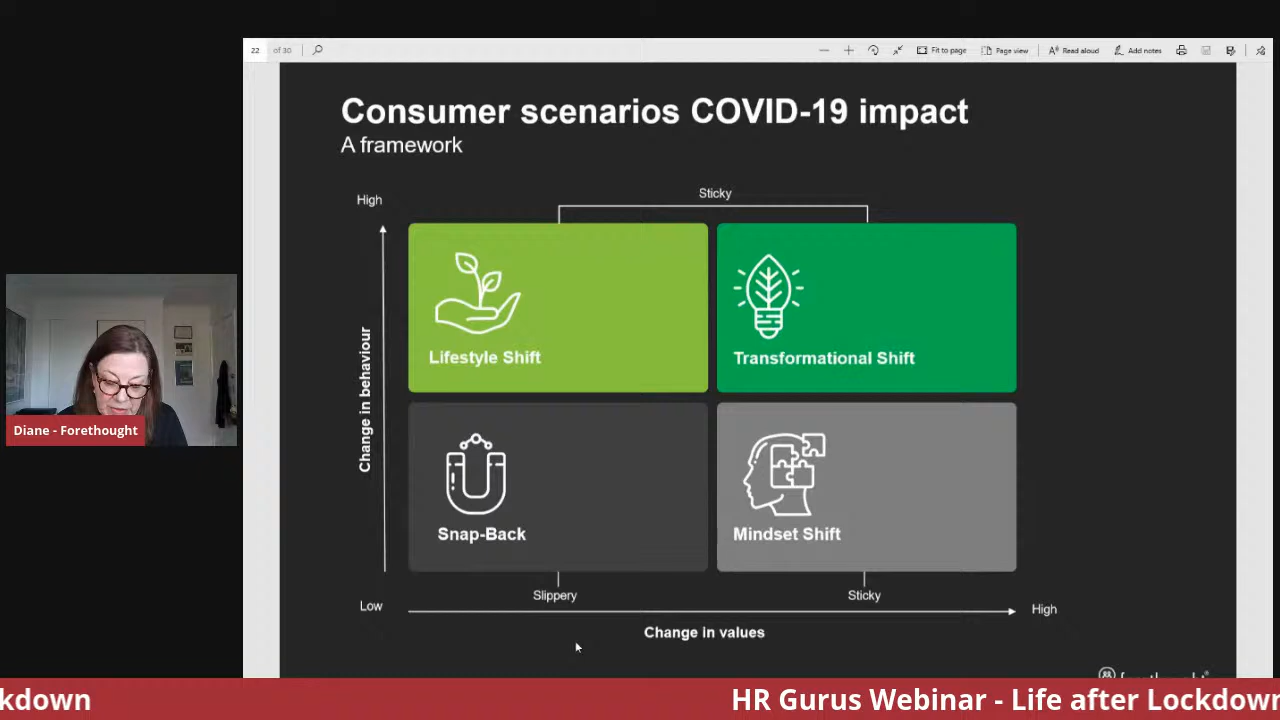 22 of 30
Fit to page
Page view
Read aloud
Add notes
Consumer scenarios COVID-19 impact
A framework
High
Sticky
Change in behaviour
Lifestyle Shift
Transformational Shift
Snap-Back
Mindset Shift
Low
Slippery
Sticky
High
Change in values
Diane - Forethought
kdown
HR Gurus Webinar - Life after Lockdown